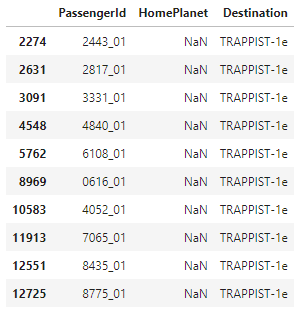 PassengerId HomePlanet Destination
2274 2443_01 NaN TRAPPIST-1e
2631 2817_01 NaN TRAPPIST-1e
3091 3331_01 NaN TRAPPIST-1e
4548 4840_01 NaN TRAPPIST-1e
5762 6108_01 NaN TRAPPIST-1e
8969 0616_01 NaN TRAPPIST-1e
10583 4052_01 NaN TRAPPIST-1e
11913 7065_01 NaN TRAPPIST-1e
12551 8435_01 NaN TRAPPIST-1e
12725 8775_01 NaN TRAPPIST-1e